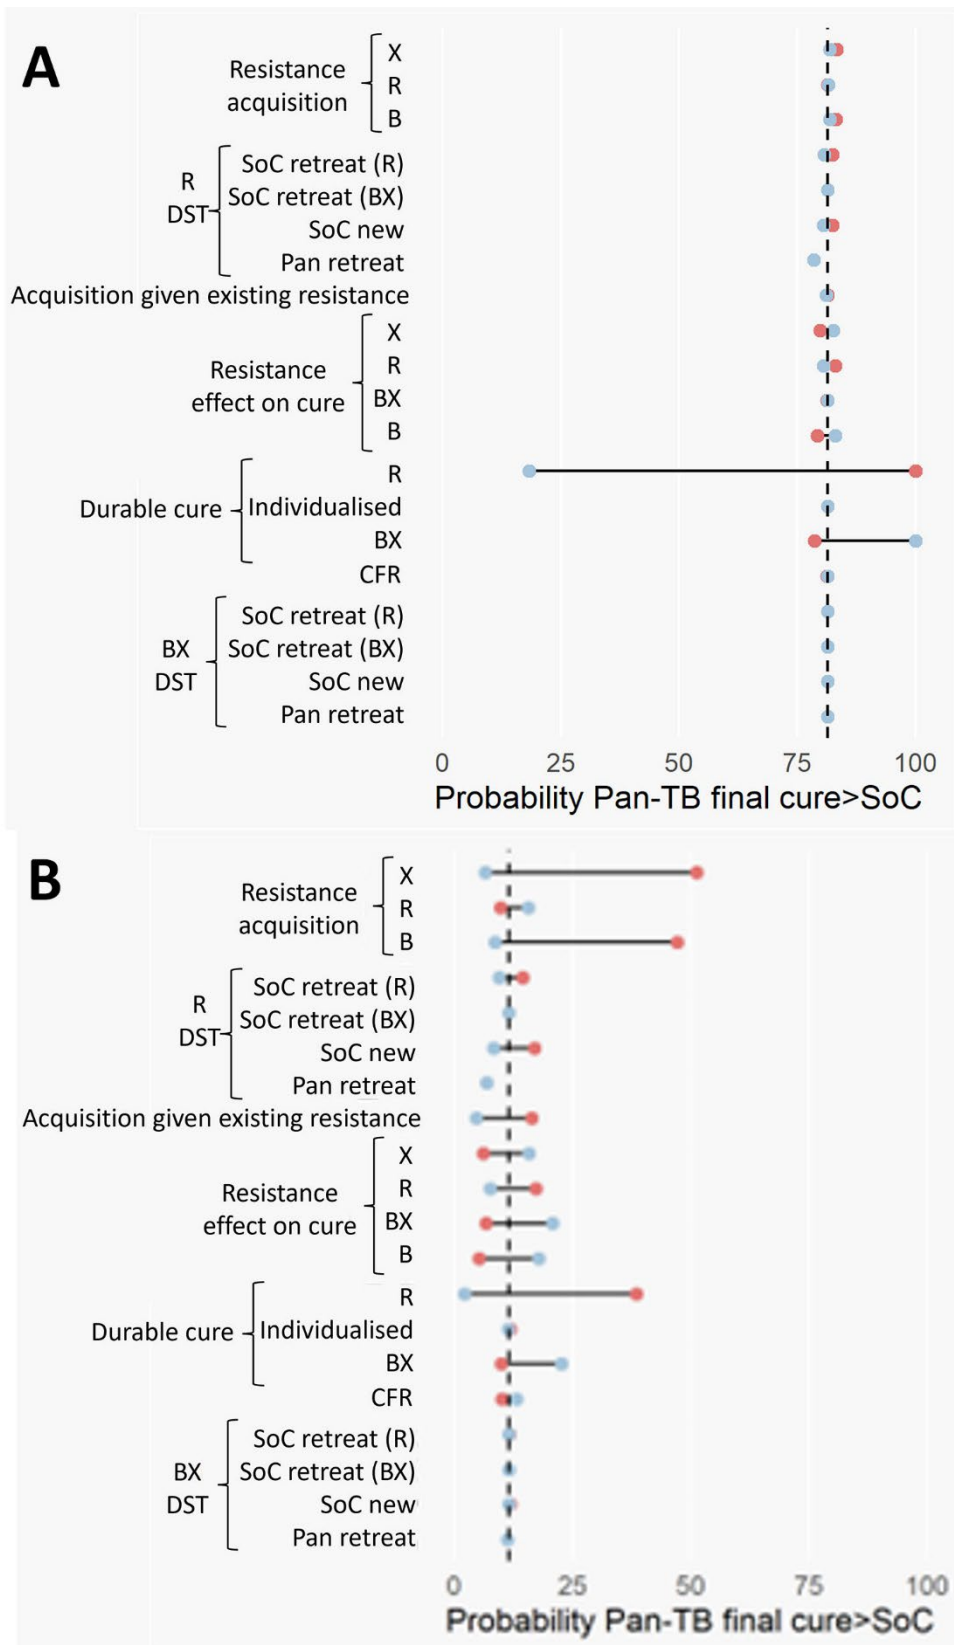 A
Resistance
acquisition
X
R
B
R
DST
SoC retreat (R)
SoC retreat (BX)
SoC new
Pan retreat
Acquisition given existing resistance
Resistance
effect on cure
X
R
BX
B
Durable cure
R
Individualised
BX
CFR
BX
DST
SoC retreat (R)
SoC retreat (BX)
SoC new
Pan retreat
0 25 50 75 100
Probability Pan-TB final cure>SoC
B
Resistance
acquisition
X
R
B
R
DST
SoC retreat (R)
SoC retreat (BX)
SoC new
Pan retreat
Acquisition given existing resistance
Resistance
effect on cure
X
R
BX
B
Durable cure
R
Individualised
BX
CFR
BX
DST
SoC retreat (R)
SoC retreat (BX)
SoC new
Pan retreat
0 25 50 75 100
Probability Pan-TB final cure>SoC